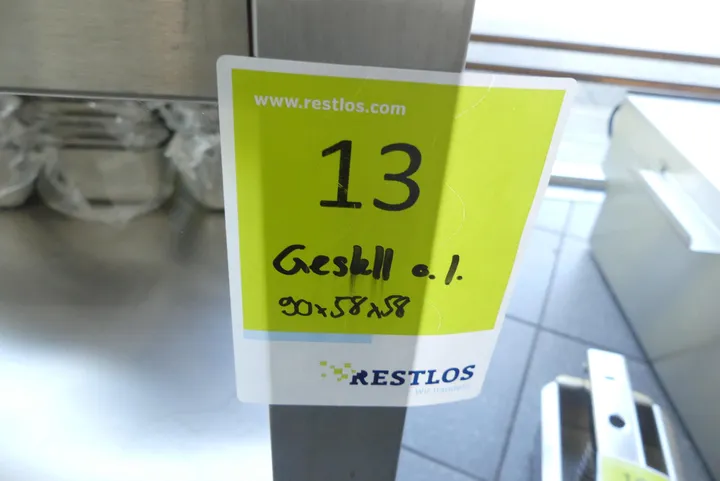 www.restlos.com
13
Gestell o. I.
90x58x58
RESTLOS